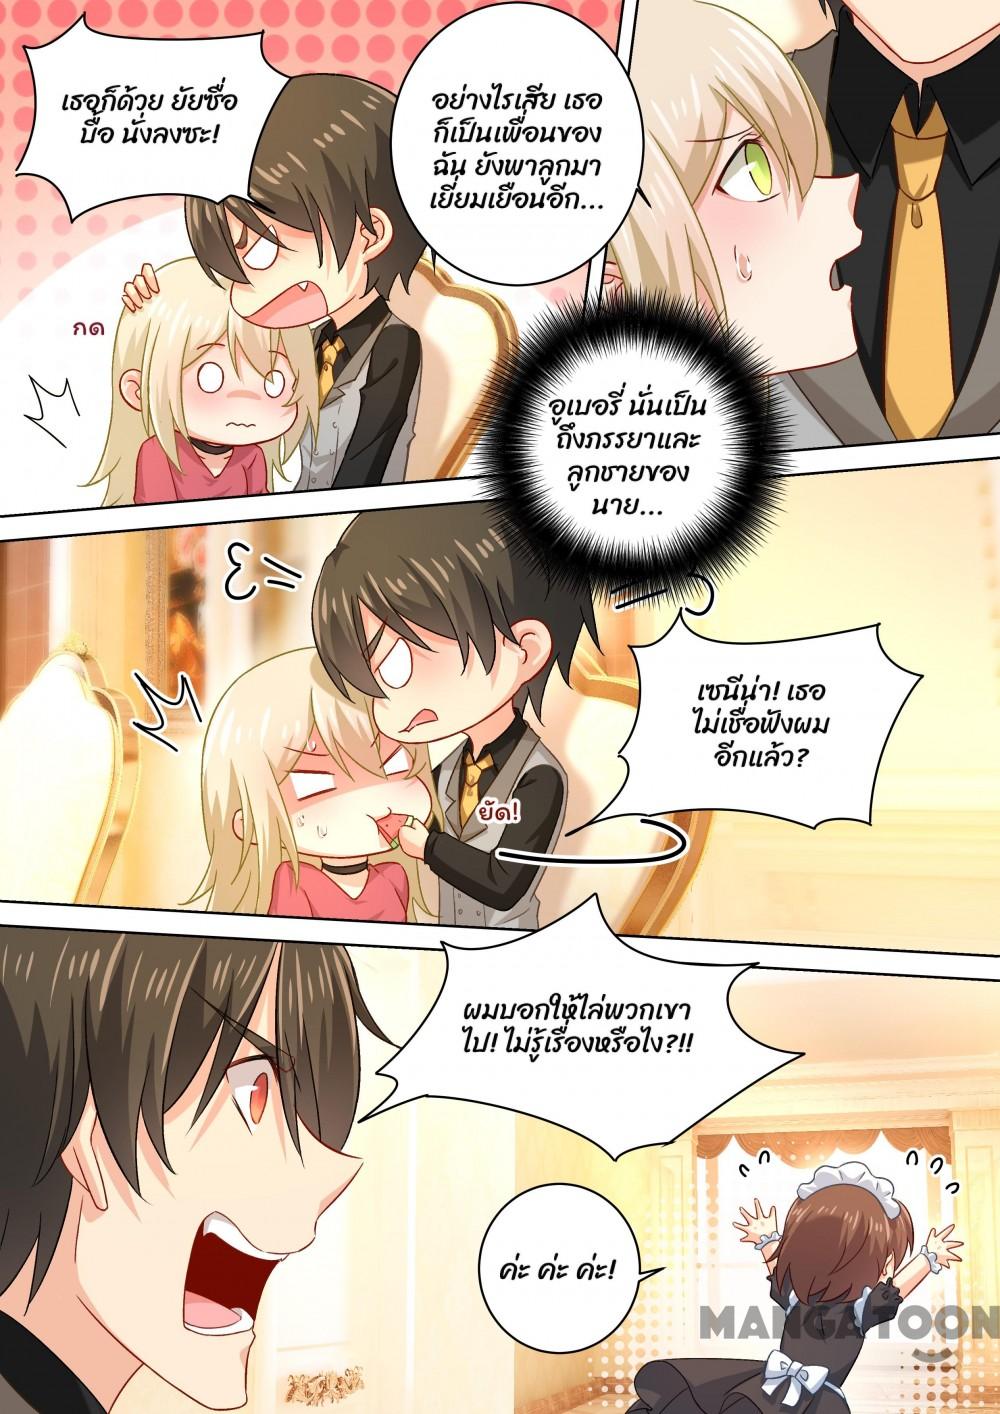 เธอก็ด้วย ยัยซื่อ
บื้อ นั่งลงซะ!
อย่างไรเสีย เธอ
ก็เป็นเพื่อนของ
ฉัน ยังพาลูกมา
เยี่ยมเยือนอีก...
กด
อูเบอรี่ นั่นเป็น
ถึงภรรยาและ
ลูกชายของ
นาย...
เซนีน่า! เธอ
ไม่เชื่อฟังผม
อีกแล้ว?
ยัด!
ผมบอกให้ไล่พวกเขา
ไป! ไม่รู้เรื่องหรือไง?!!
ค่ะ ค่ะ ค่ะ!
MANGATOON